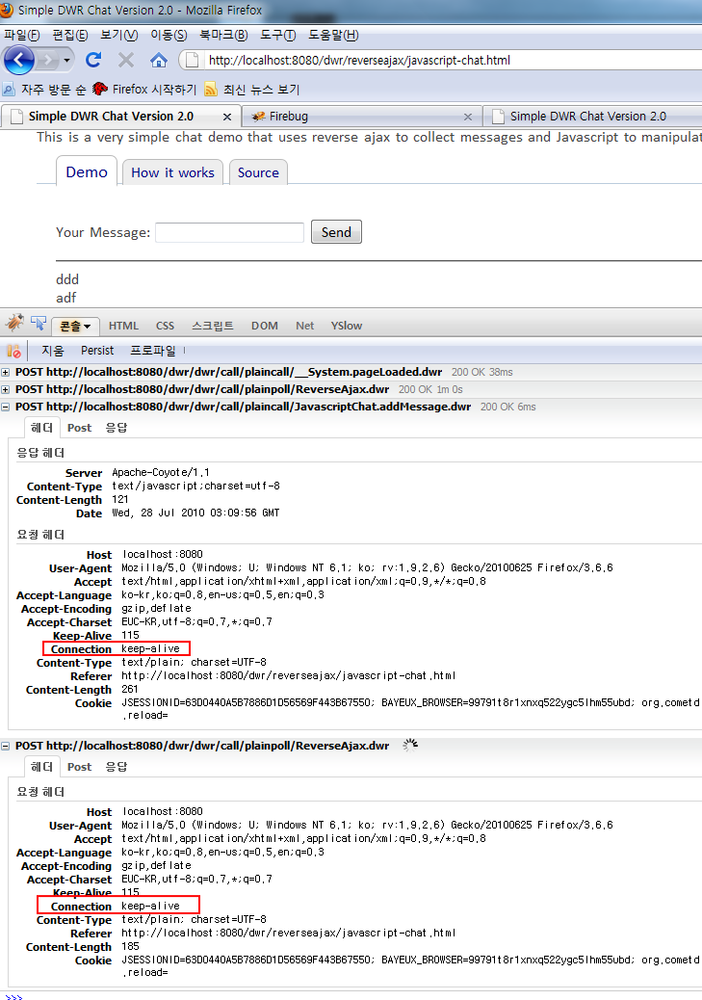 Simple DWR Chat Version 2.0 - Mozilla Firefox
파일(F) 편집(E) 보기(V) 이동(S) 북마크(B) 도구(T) 도움말(H)
http://localhost:8080/dwr/reverseajax/javascript-chat.html
자주 방문 순 Firefox 시작하기 최신 뉴스 보기
Simple DWR Chat Version 2.0 Firebug Simple DWR Chat Version 2.0
This is a very simple chat demo that uses reverse ajax to collect messages and Javascript to manipulat
Demo How it works Source
Your Message: Send
ddd
adf
콘솔 HTML CSS 스크립트 DOM Net YSlow
지움 Persist 프로파일
POST http://localhost:8080/dwr/dwr/call/plaincall/__System.pageLoaded.dwr 200 OK 38ms
POST http://localhost:8080/dwr/dwr/call/plainpoll/ReverseAjax.dwr 200 OK 1m 0s
POST http://localhost:8080/dwr/dwr/call/plaincall/JavascriptChat.addMessage.dwr 200 OK 6ms
헤더 Post 응답
응답 헤더
Server Apache-Coyote/1.1
Content-Type text/javascript;charset=utf-8
Content-Length 121
Date Wed, 28 Jul 2010 03:09:56 GMT
요청 헤더
Host localhost:8080
User-Agent Mozilla/5.0 (Windows; U; Windows NT 6.1; ko; rv:1.9.2.6) Gecko/20100625 Firefox/3.6.6
Accept text/html,application/xhtml+xml,application/xml;q=0.9,*/*;q=0.8
Accept-Language ko-kr,ko;q=0.8,en-us;q=0.5,en;q=0.3
Accept-Encoding gzip,deflate
Accept-Charset EUC-KR,utf-8;q=0.7,*;q=0.7
Keep-Alive 115
Connection keep-alive
Content-Type text/plain; charset=UTF-8
Referer http://localhost:8080/dwr/reverseajax/javascript-chat.html
Content-Length 261
Cookie JSESSIONID=63D0440A5B7886D1D56569F443B67550; BAYEUX_BROWSER=99791t8r1xnxq522ygc5lhm55ubd; org.cometd
.reload=
POST http://localhost:8080/dwr/dwr/call/plainpoll/ReverseAjax.dwr
헤더 Post 응답
요청 헤더
Host localhost:8080
User-Agent Mozilla/5.0 (Windows; U; Windows NT 6.1; ko; rv:1.9.2.6) Gecko/20100625 Firefox/3.6.6
Accept text/html,application/xhtml+xml,application/xml;q=0.9,*/*;q=0.8
Accept-Language ko-kr,ko;q=0.8,en-us;q=0.5,en;q=0.3
Accept-Encoding gzip,deflate
Accept-Charset EUC-KR,utf-8;q=0.7,*;q=0.7
Keep-Alive 115
Connection keep-alive
Content-Type text/plain; charset=UTF-8
Referer http://localhost:8080/dwr/reverseajax/javascript-chat.html
Content-Length 185
Cookie JSESSIONID=63D0440A5B7886D1D56569F443B67550; BAYEUX_BROWSER=99791t8r1xnxq522ygc5lhm55ubd; org.cometd
.reload=
>>>